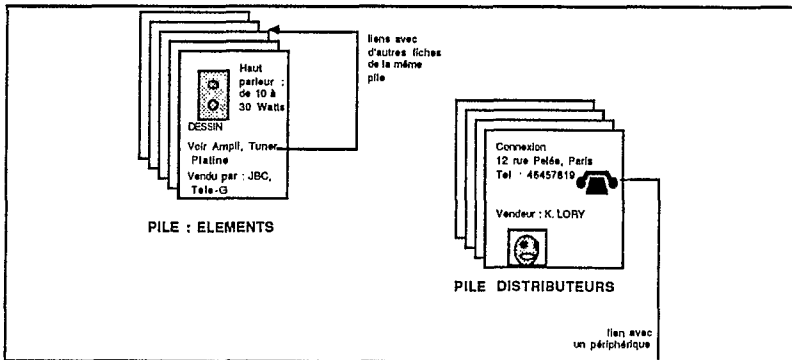 liens avec
d'autres fiches
de la même
pile
Haut
parleur :
de 10 à
30 Watts
DESSIN
Voir Ampli, Tuner
Platine
Vendu par : JBC,
Tele-G
PILE : ELEMENTS
Connexion
12 rue Pelée, Paris
Tel : 45457819
Vendeur : K. LORY
PILE DISTRIBUTEURS
lien avec
un périphérique